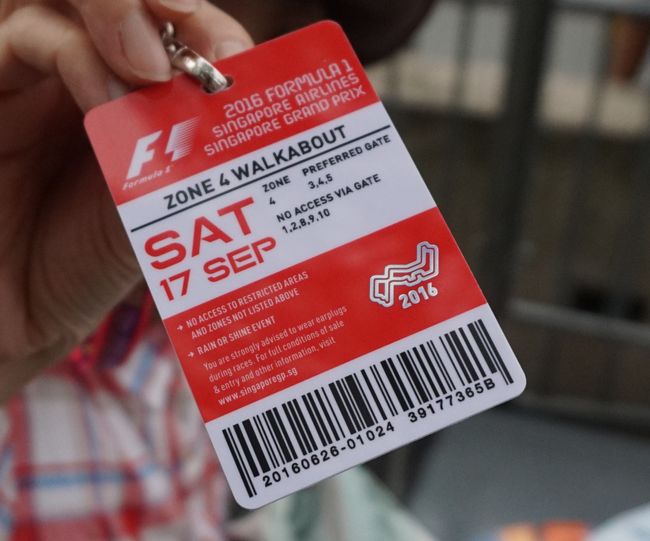 2016 FORMULA 1
SINGAPORE AIRLINES
SINGAPORE GRAND PRIX
F1
Formula 1
ZONE 4 WALKABOUT
SAT
17 SEP
ZONE
4
PREFERRED GATE
3,4,5
NO ACCESS VIA GATE
1,2,8,9,10
NO ACCESS TO RESTRICTED AREAS
AND ZONES NOT LISTED ABOVE
RAIN OR SHINE EVENT
You are strongly advised to wear earplugs
during races. For full conditions of sale
& entry and other information, visit
www.singaporegp.sg
2016
20160626-01024 39177365B